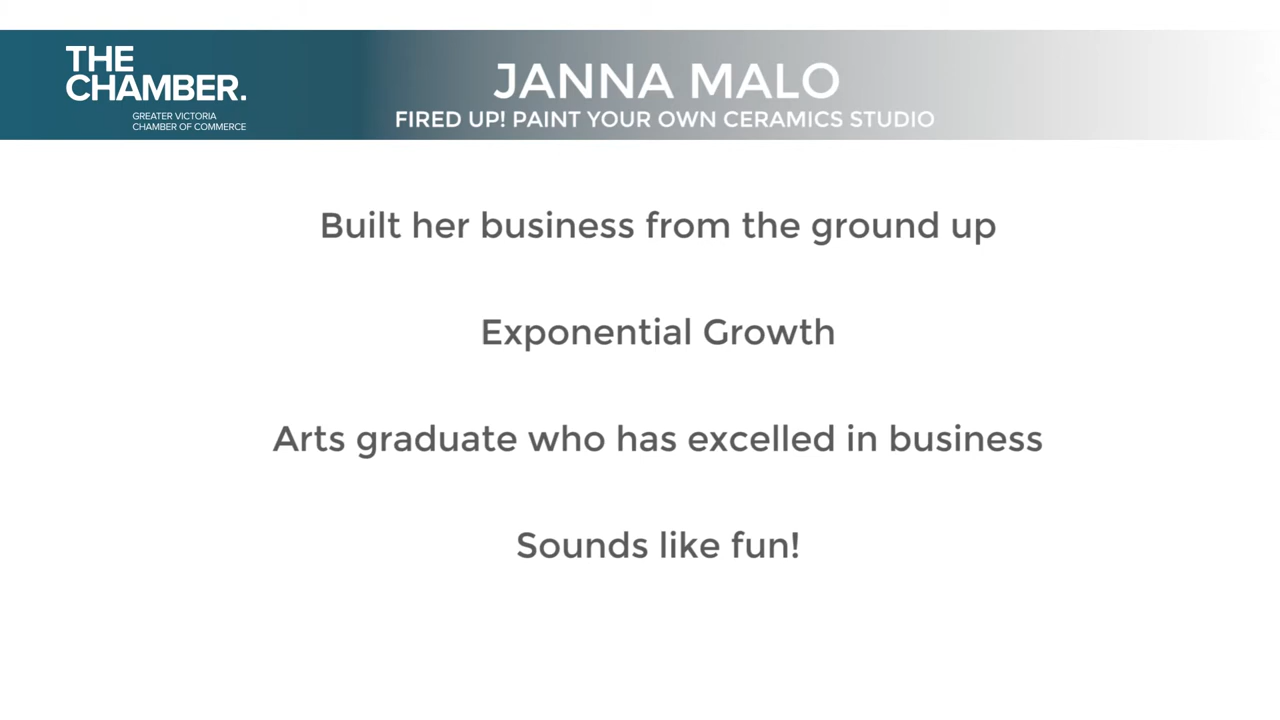 THE
CHAMBER.
GREATER VICTORIA
CHAMBER OF COMMERCE
JANNA MALO
FIRED UP! PAINT YOUR OWN CERAMICS STUDIO
Built her business from the ground up
Exponential Growth
Arts graduate who has excelled in business
Sounds like fun!